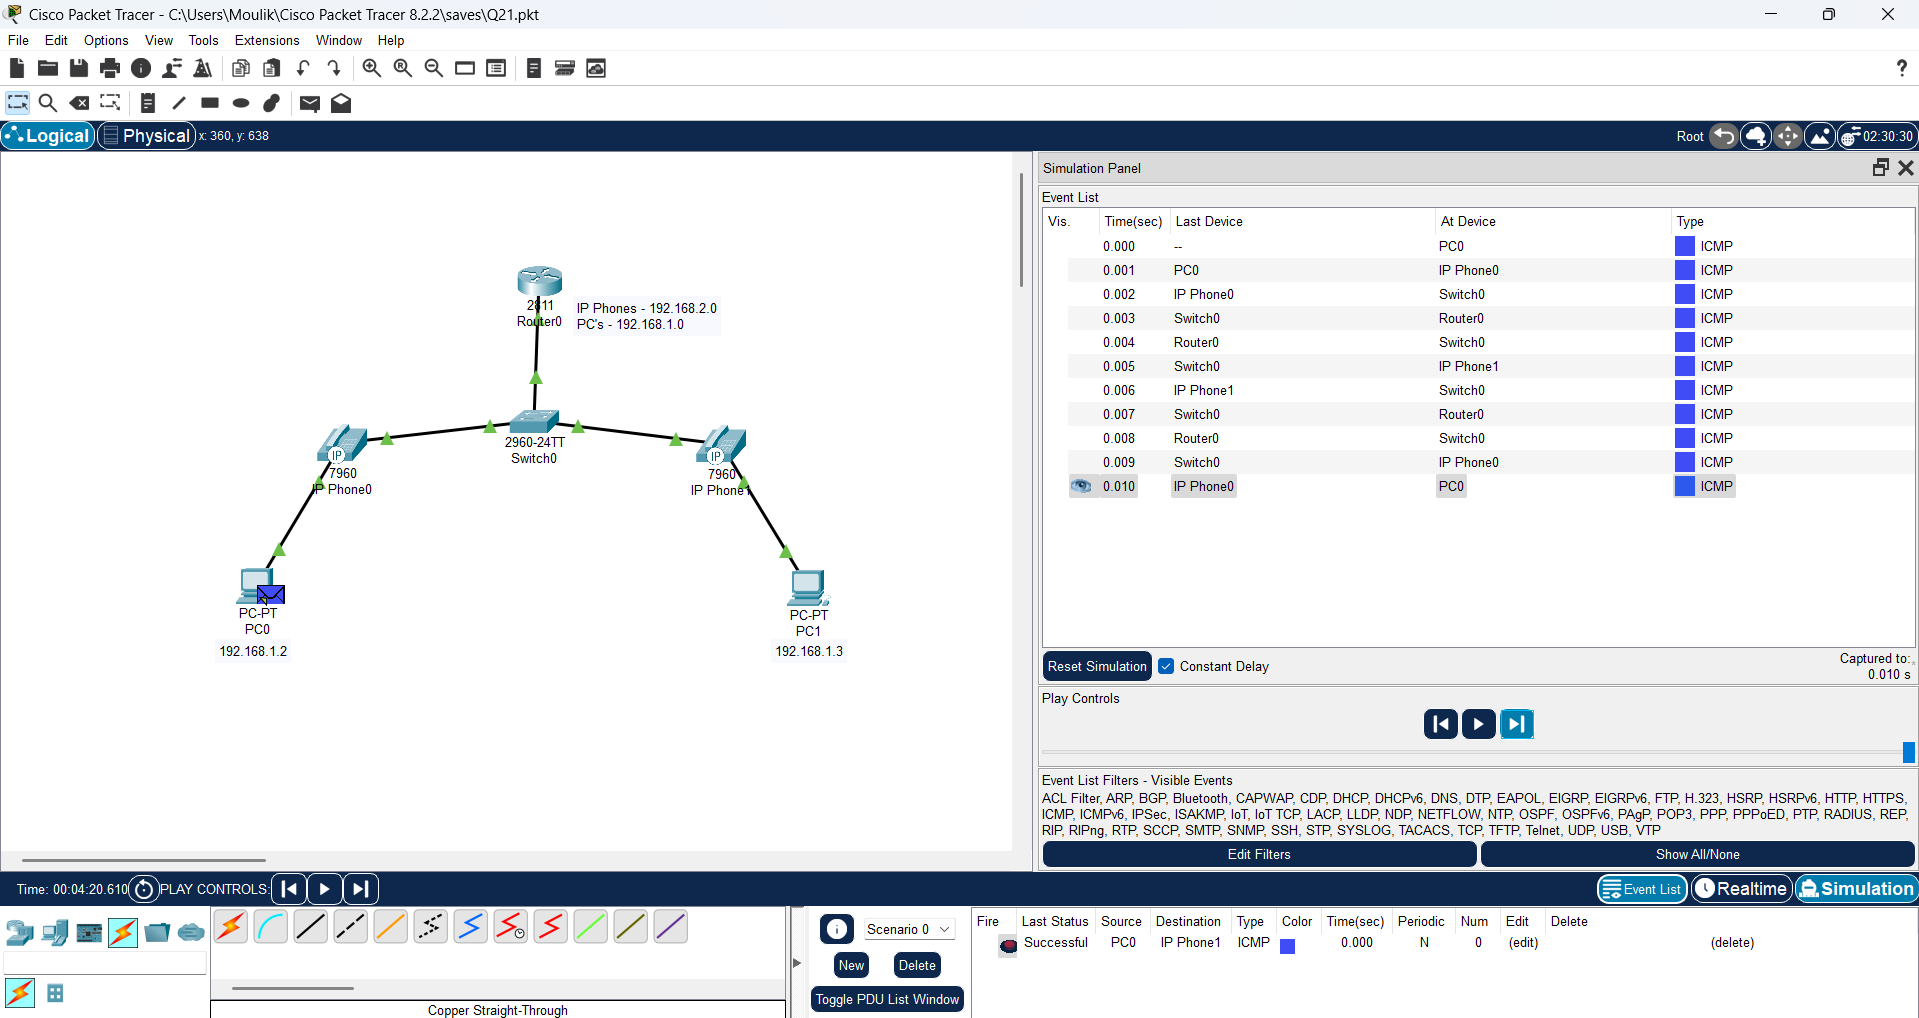 Cisco Packet Tracer - C:\Users\Moulik\Cisco Packet Tracer 8.2.2\saves\Q21.pkt
File Edit Options View Tools Extensions Window Help
Logical Physical x: 360, y: 638 Root 02:30:30
2811
Router0
IP Phones - 192.168.2.0
PC's - 192.168.1.0
2960-24TT
Switch0
IP
7960
IP Phone0
IP
7960
IP Phone1
PC-PT
PC0
192.168.1.2
PC-PT
PC1
192.168.1.3
Simulation Panel
Event List
Vis. Time(sec) Last Device At Device Type
0.000 -- PC0 ICMP
0.001 PC0 IP Phone0 ICMP
0.002 IP Phone0 Switch0 ICMP
0.003 Switch0 Router0 ICMP
0.004 Router0 Switch0 ICMP
0.005 Switch0 IP Phone1 ICMP
0.006 IP Phone1 Switch0 ICMP
0.007 Switch0 Router0 ICMP
0.008 Router0 Switch0 ICMP
0.009 Switch0 IP Phone0 ICMP
0.010 IP Phone0 PC0 ICMP
Reset Simulation Constant Delay Captured to:
0.010 s
Play Controls
Event List Filters - Visible Events
ACL Filter, ARP, BGP, Bluetooth, CAPWAP, CDP, DHCP, DHCPv6, DNS, DTP, EAPOL, EIGRP, EIGRPv6, FTP, H.323, HSRP, HSRPv6, HTTP, HTTPS,
ICMP, ICMPv6, IPSec, ISAKMP, IoT, IoT TCP, LACP, LLDP, NDP, NETFLOW, NTP, OSPF, OSPFv6, PAgP, POP3, PPP, PPPoED, PTP, RADIUS, REP,
RIP, RIPng, RTP, SCCP, SMTP, SNMP, SSH, STP, SYSLOG, TACACS, TCP, TFTP, Telnet, UDP, USB, VTP
Edit Filters Show All/None
Time: 00:04:20.610 PLAY CONTROLS: Event List Realtime Simulation
Copper Straight-Through
Scenario 0
New Delete
Toggle PDU List Window
Fire Last Status Source Destination Type Color Time(sec) Periodic Num Edit Delete
Successful PC0 IP Phone1 ICMP 0.000 N 0 (edit) (delete)